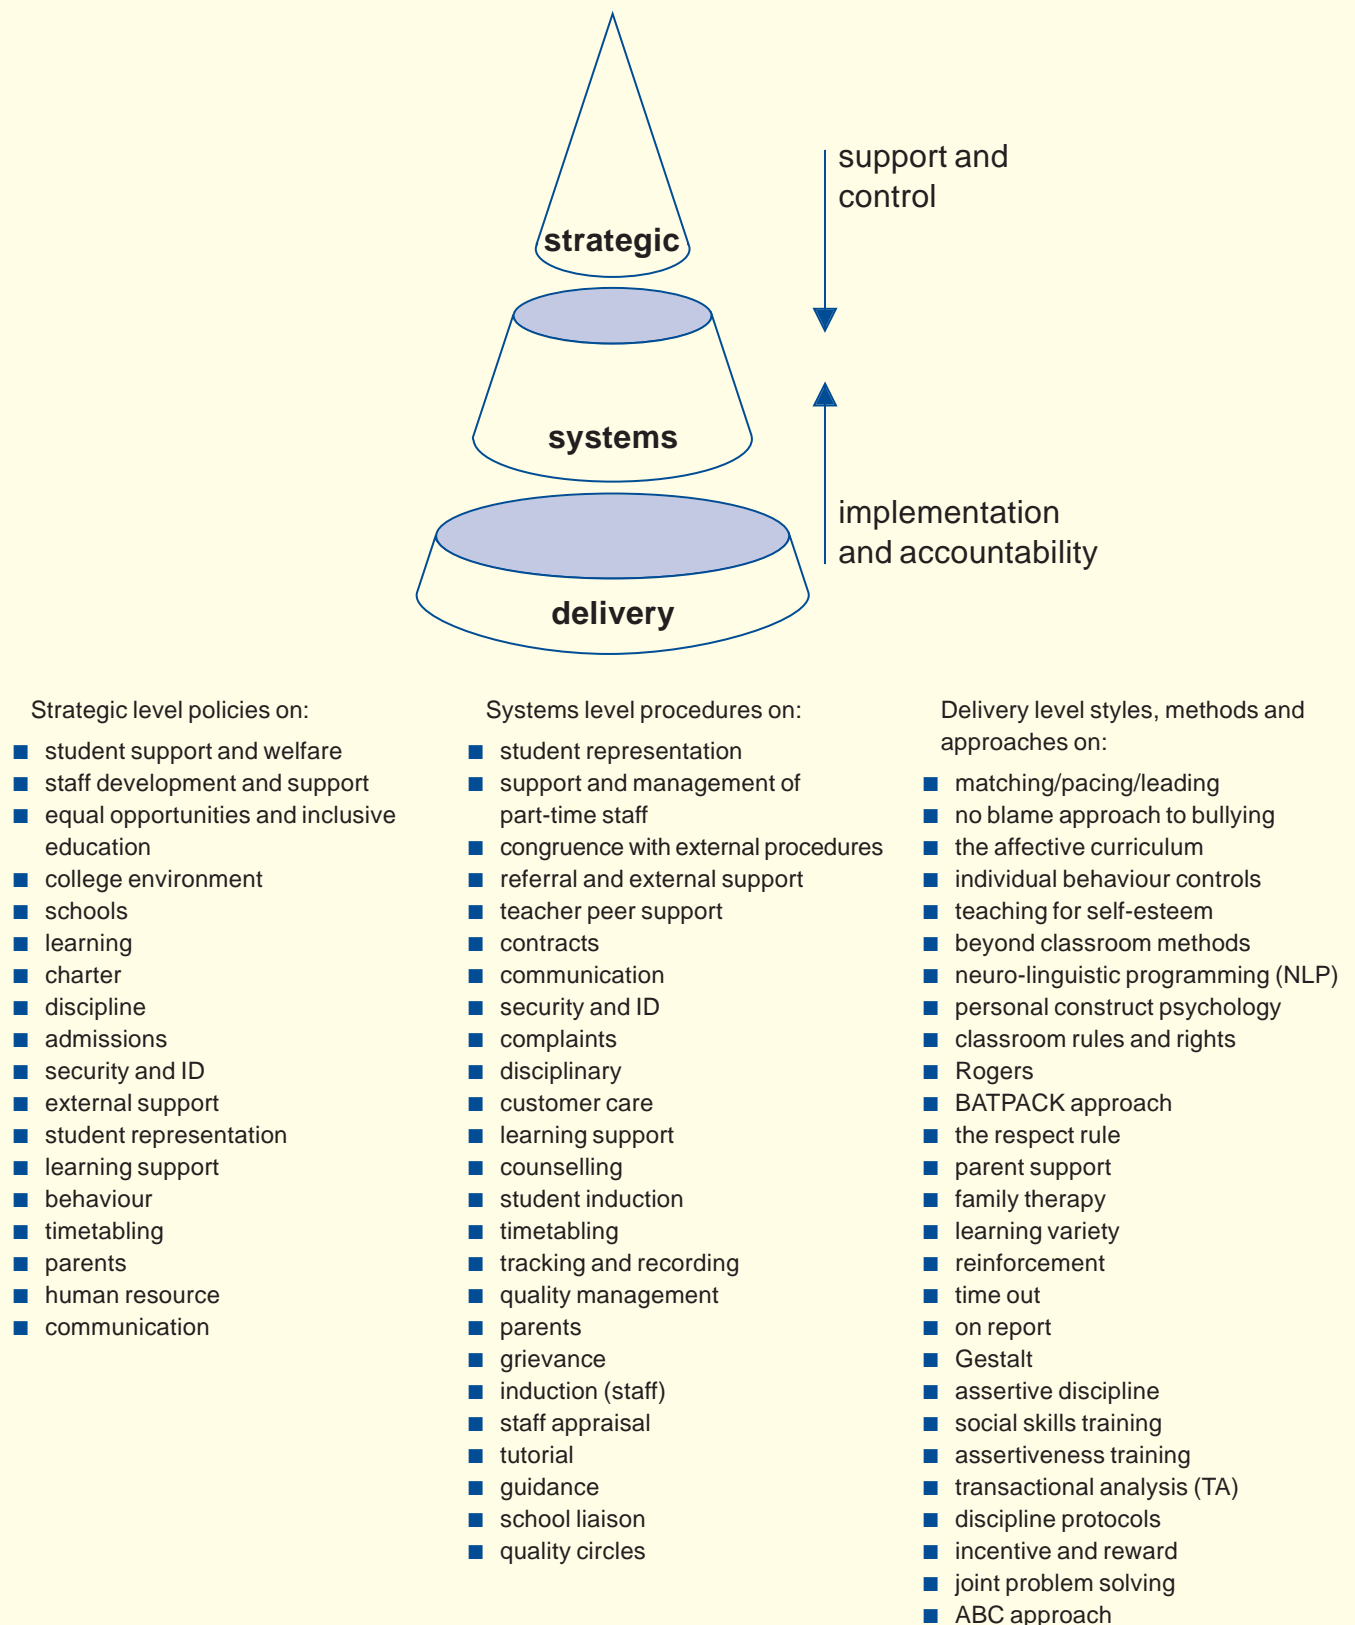 strategic
support and
control
systems
implementation
and accountability
delivery
Strategic level policies on:
student support and welfare
staff development and support
equal opportunities and inclusive
education
college environment
schools
learning
charter
discipline
admissions
security and ID
external support
student representation
learning support
behaviour
timetabling
parents
human resource
communication
Systems level procedures on:
student representation
support and management of
part-time staff
congruence with external procedures
referral and external support
teacher peer support
contracts
communication
security and ID
complaints
disciplinary
customer care
learning support
counselling
student induction
timetabling
tracking and recording
quality management
parents
grievance
induction (staff)
staff appraisal
tutorial
guidance
school liaison
quality circles
Delivery level styles, methods and
approaches on:
matching/pacing/leading
no blame approach to bullying
the affective curriculum
individual behaviour controls
teaching for self-esteem
beyond classroom methods
neuro-linguistic programming (NLP)
personal construct psychology
classroom rules and rights
Rogers
BATPACK approach
the respect rule
parent support
family therapy
learning variety
reinforcement
time out
on report
Gestalt
assertive discipline
social skills training
assertiveness training
transactional analysis (TA)
discipline protocols
incentive and reward
joint problem solving
ABC approach